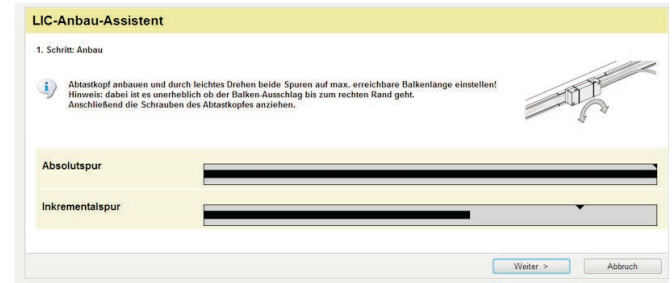 LIC-Anbau-Assistent
1. Schritt: Anbau
Abtastkopf anbauen und durch leichtes Drehen beide Spuren auf max. erreichbare Balkenlänge einstellen!
Hinweis: dabei ist es unerheblich ob der Balken-Ausschlag bis zum rechten Rand geht.
Anschließend die Schrauben des Abtastkopfes anziehen.
Absolutspur
Inkrementalspur
Weiter >
Abbruch